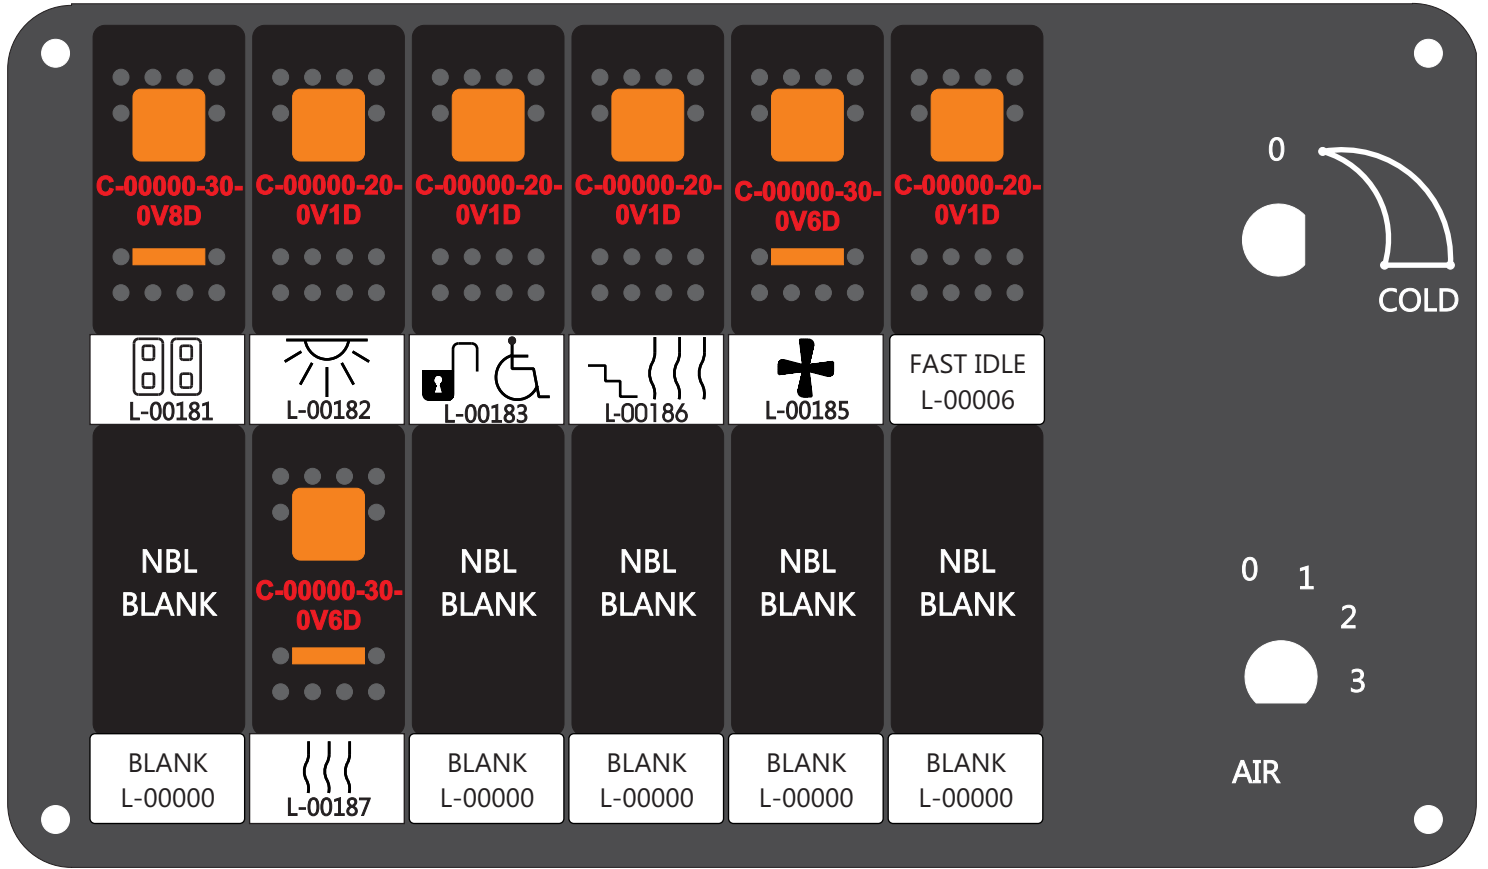 C-00000-30-
0V8D
C-00000-20-
0V1D
C-00000-20-
0V1D
C-00000-20-
0V1D
C-00000-30-
0V6D
C-00000-20-
0V1D
L-00181
L-00182
L-00183
L-00186
L-00185
FAST IDLE
L-00006
NBL
BLANK
C-00000-30-
0V6D
NBL
BLANK
NBL
BLANK
NBL
BLANK
NBL
BLANK
BLANK
L-00000
L-00187
BLANK
L-00000
BLANK
L-00000
BLANK
L-00000
BLANK
L-00000
0
COLD
0
1
2
3
AIR